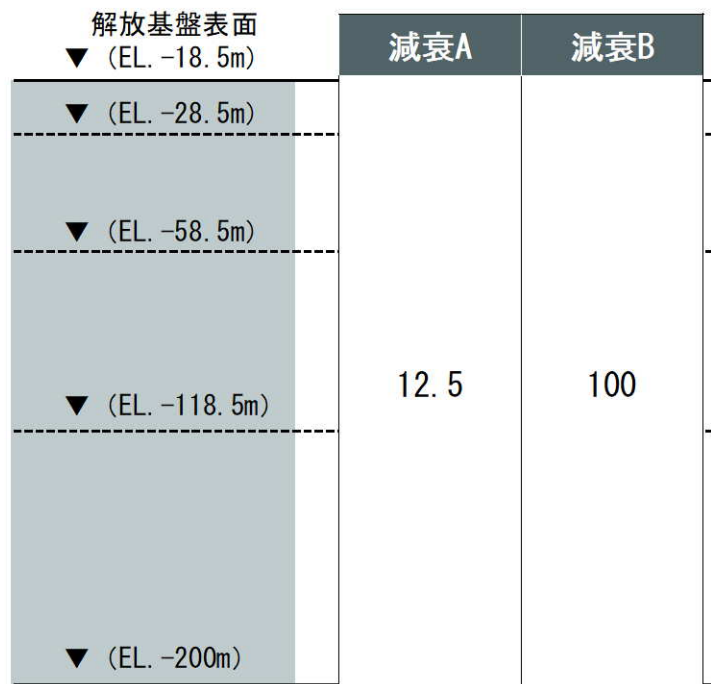 解放基盤表面
▼ (EL.-18.5m)
減衰A
減衰B
▼ (EL.-28.5m)
▼ (EL.-58.5m)
12.5
100
▼ (EL.-118.5m)
▼ (EL.-200m)